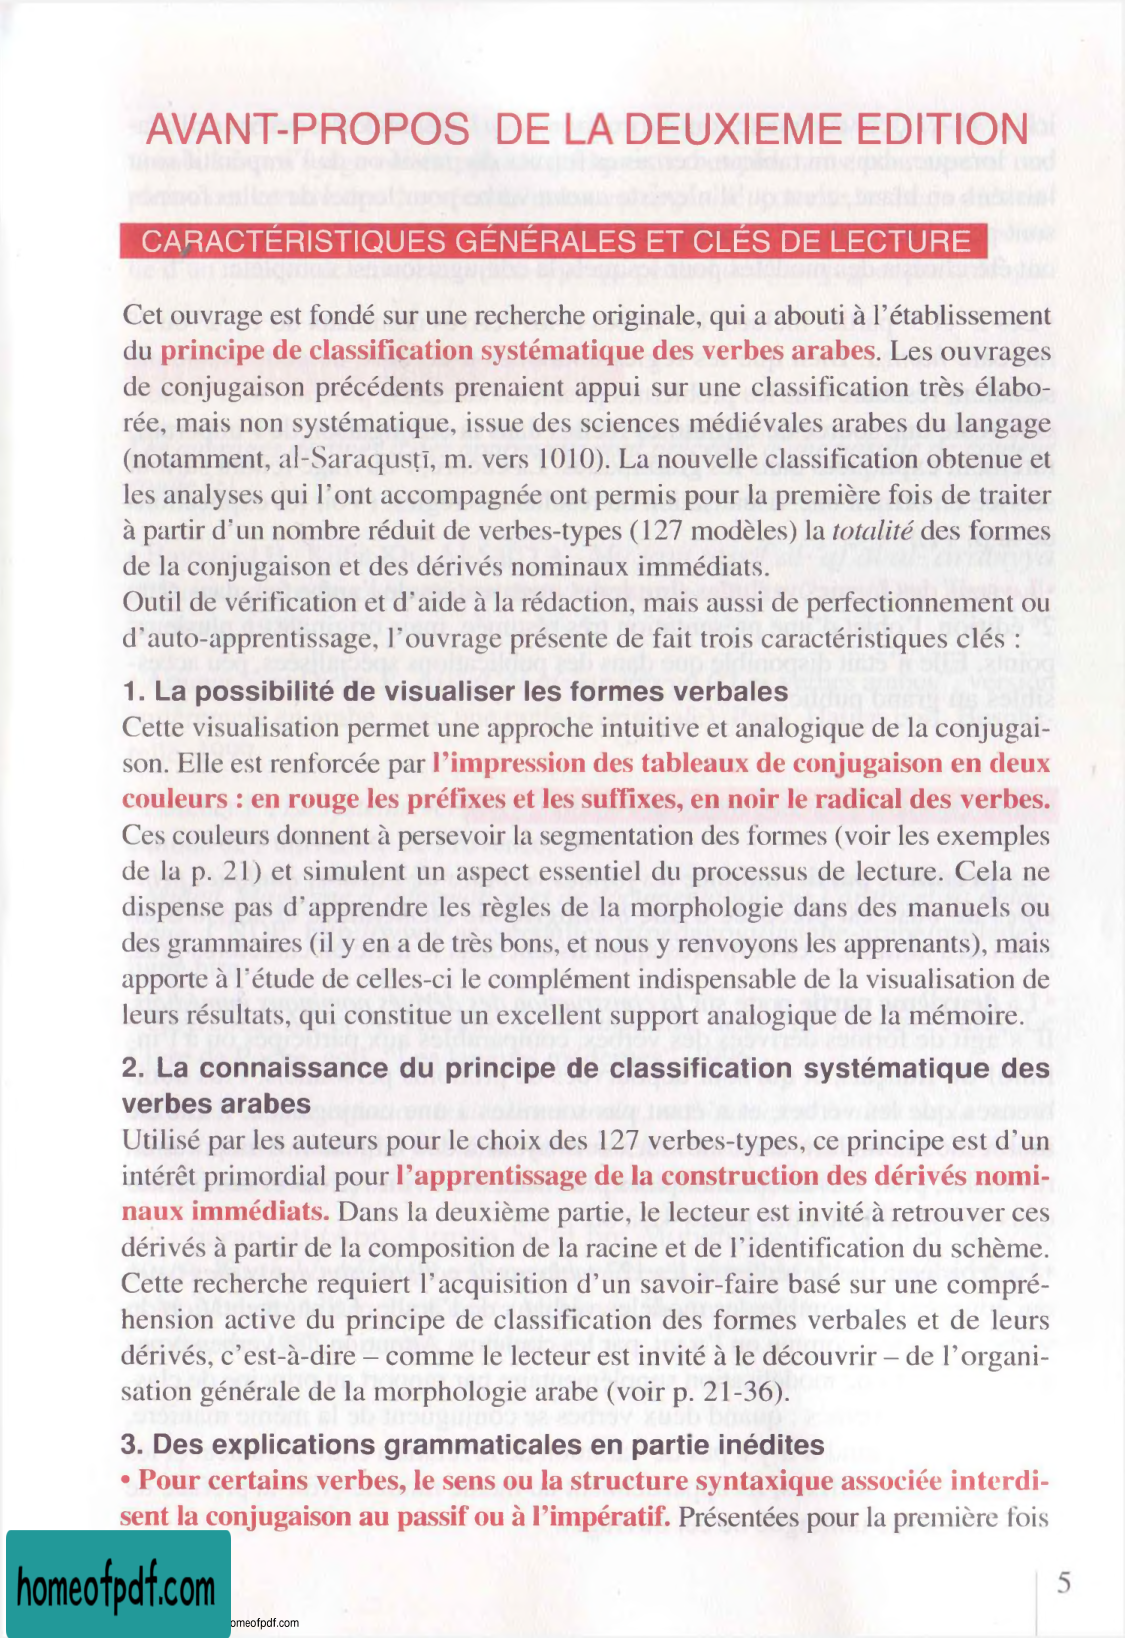 AVANT-PROPOS DE LA DEUXIEME EDITION
CARACTÉRISTIQUES GÉNÉRALES ET CLÉS DE LECTURE
Cet ouvrage est fondé sur une recherche originale, qui a abouti à l'établissement
du principe de classification systématique des verbes arabes. Les ouvrages
de conjugaison précédents prenaient appui sur une classification très élabo-
rée, mais non systématique, issue des sciences médiévales arabes du langage
(notamment, al-Saraqusṭī, m. vers 1010). La nouvelle classification obtenue et
les analyses qui l'ont accompagnée ont permis pour la première fois de traiter
à partir d'un nombre réduit de verbes-types (127 modèles) la totalité des formes
de la conjugaison et des dérivés nominaux immédiats.
Outil de vérification et d'aide à la rédaction, mais aussi de perfectionnement ou
d'auto-apprentissage, l'ouvrage présente de fait trois caractéristiques clés :
1. La possibilité de visualiser les formes verbales
Cette visualisation permet une approche intuitive et analogique de la conjugai-
son. Elle est renforcée par l'impression des tableaux de conjugaison en deux
couleurs : en rouge les préfixes et les suffixes, en noir le radical des verbes.
Ces couleurs donnent à persevoir la segmentation des formes (voir les exemples
de la p. 21) et simulent un aspect essentiel du processus de lecture. Cela ne
dispense pas d'apprendre les règles de la morphologie dans des manuels ou
des grammaires (il y en a de très bons, et nous y renvoyons les apprenants), mais
apporte à l'étude de celles-ci le complément indispensable de la visualisation de
leurs résultats, qui constitue un excellent support analogique de la mémoire.
2. La connaissance du principe de classification systématique des
verbes arabes
Utilisé par les auteurs pour le choix des 127 verbes-types, ce principe est d'un
intérêt primordial pour l'apprentissage de la construction des dérivés nomi-
naux immédiats. Dans la deuxième partie, le lecteur est invité à retrouver ces
dérivés à partir de la composition de la racine et de l'identification du schème.
Cette recherche requiert l'acquisition d'un savoir-faire basé sur une compré-
hension active du principe de classification des formes verbales et de leurs
dérivés, c'est-à-dire – comme le lecteur est invité à le découvrir – de l'organi-
sation générale de la morphologie arabe (voir p. 21-36).
3. Des explications grammaticales en partie inédites
• Pour certains verbes, le sens ou la structure syntaxique associée interdi-
sent la conjugaison au passif ou à l'impératif. Présentées pour la première fois
5
homeofpdf.com
omeofpdf.com